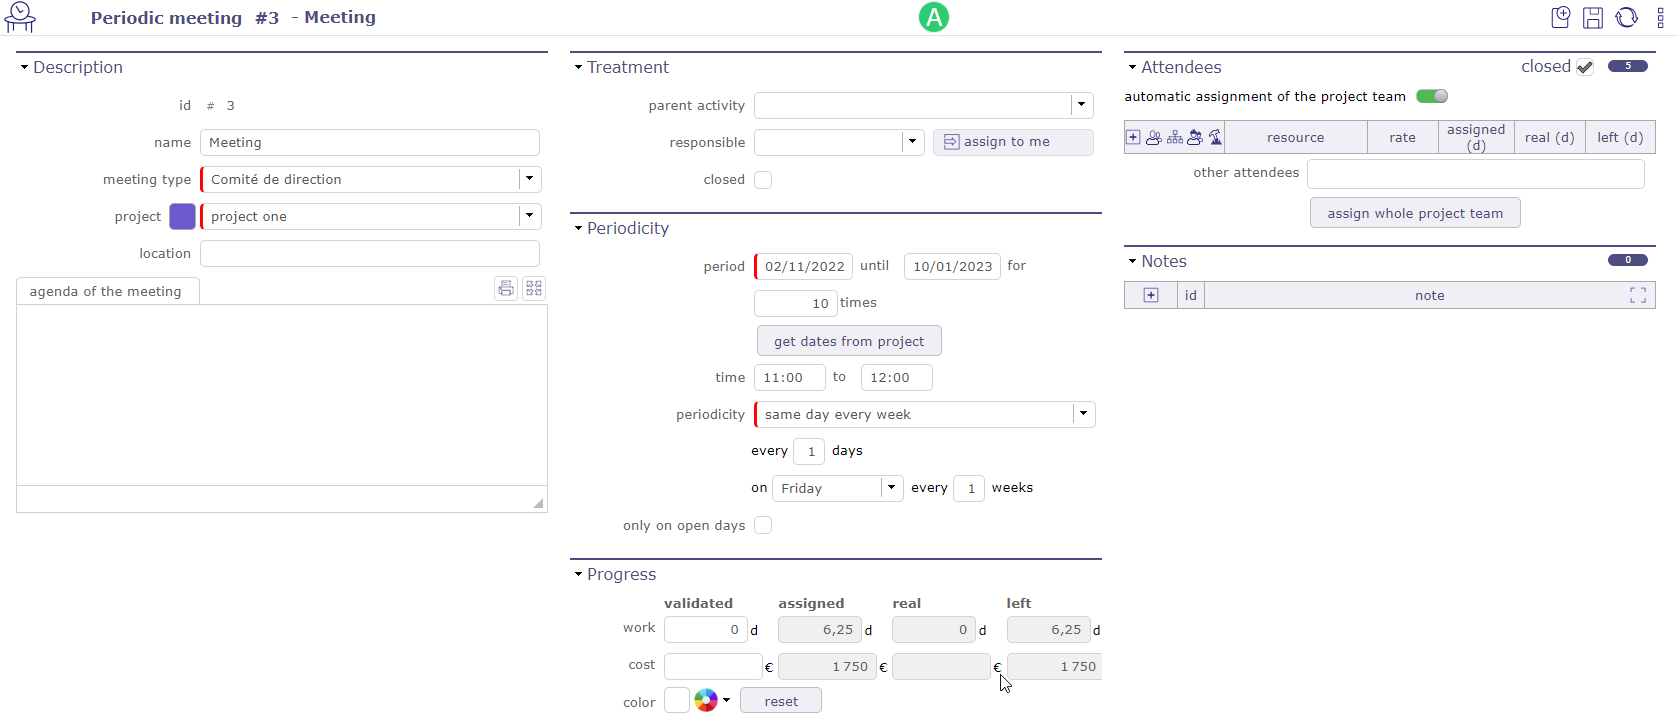 Periodic meeting #3 - Meeting
A
Description
id # 3
name Meeting
meeting type Comité de direction
project project one
location
agenda of the meeting
Treatment
parent activity
responsible assign to me
closed
Periodicity
period 02/11/2022 until 10/01/2023 for
10 times
get dates from project
time 11:00 to 12:00
periodicity same day every week
every 1 days
on Friday every 1 weeks
only on open days
Progress
validated assigned real left
work 0 d 6,25 d 0 d 6,25 d
cost € 1 750 € € 1 750
color reset
Attendees closed 5
automatic assignment of the project team
resource rate assigned (d) real (d) left (d)
other attendees
assign whole project team
Notes 0
id note